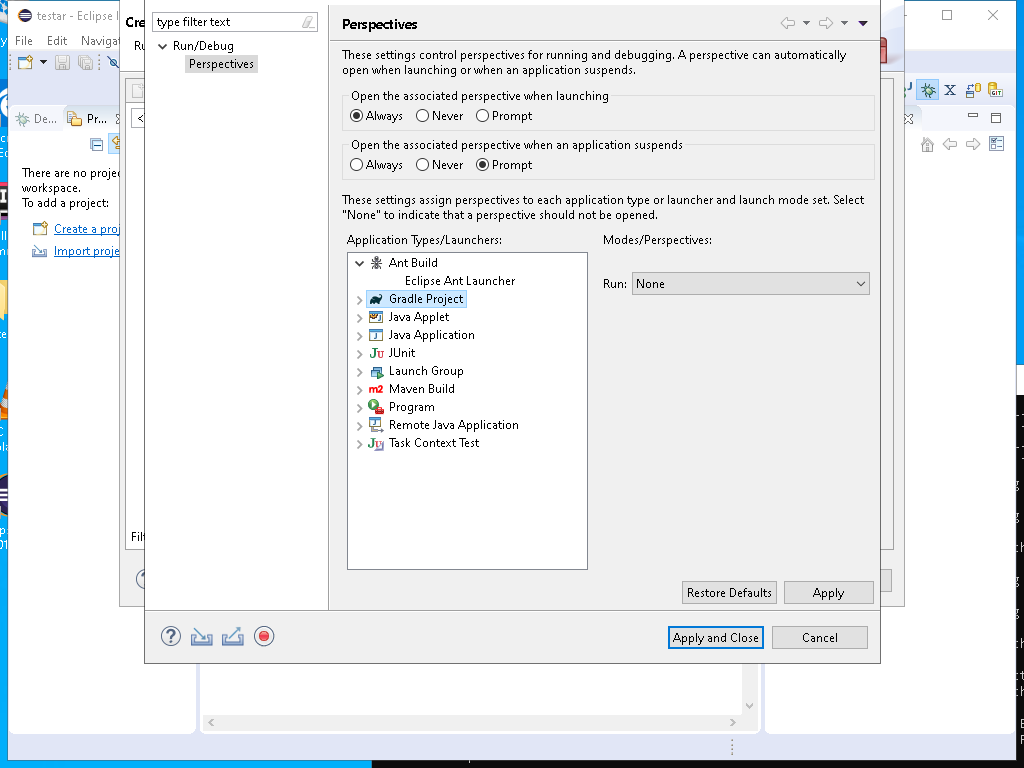 testar - Eclipse I
File Edit Navigat
De...
Pr...
There are no proje
workspace.
To add a project:
Create a proj
Import proje
Cre
Ru
<
Filt
type filter text
Run/Debug
Perspectives
Perspectives
These settings control perspectives for running and debugging. A perspective can automatically
open when launching or when an application suspends.
Open the associated perspective when launching
Always Never Prompt
Open the associated perspective when an application suspends
Always Never Prompt
These settings assign perspectives to each application type or launcher and launch mode set. Select
"None" to indicate that a perspective should not be opened.
Application Types/Launchers:
Modes/Perspectives:
Ant Build
Eclipse Ant Launcher
Gradle Project
Java Applet
Java Application
JU JUnit
Launch Group
m2 Maven Build
Program
Remote Java Application
Task Context Test
Run: None
Restore Defaults
Apply
Apply and Close
Cancel
X
GIT